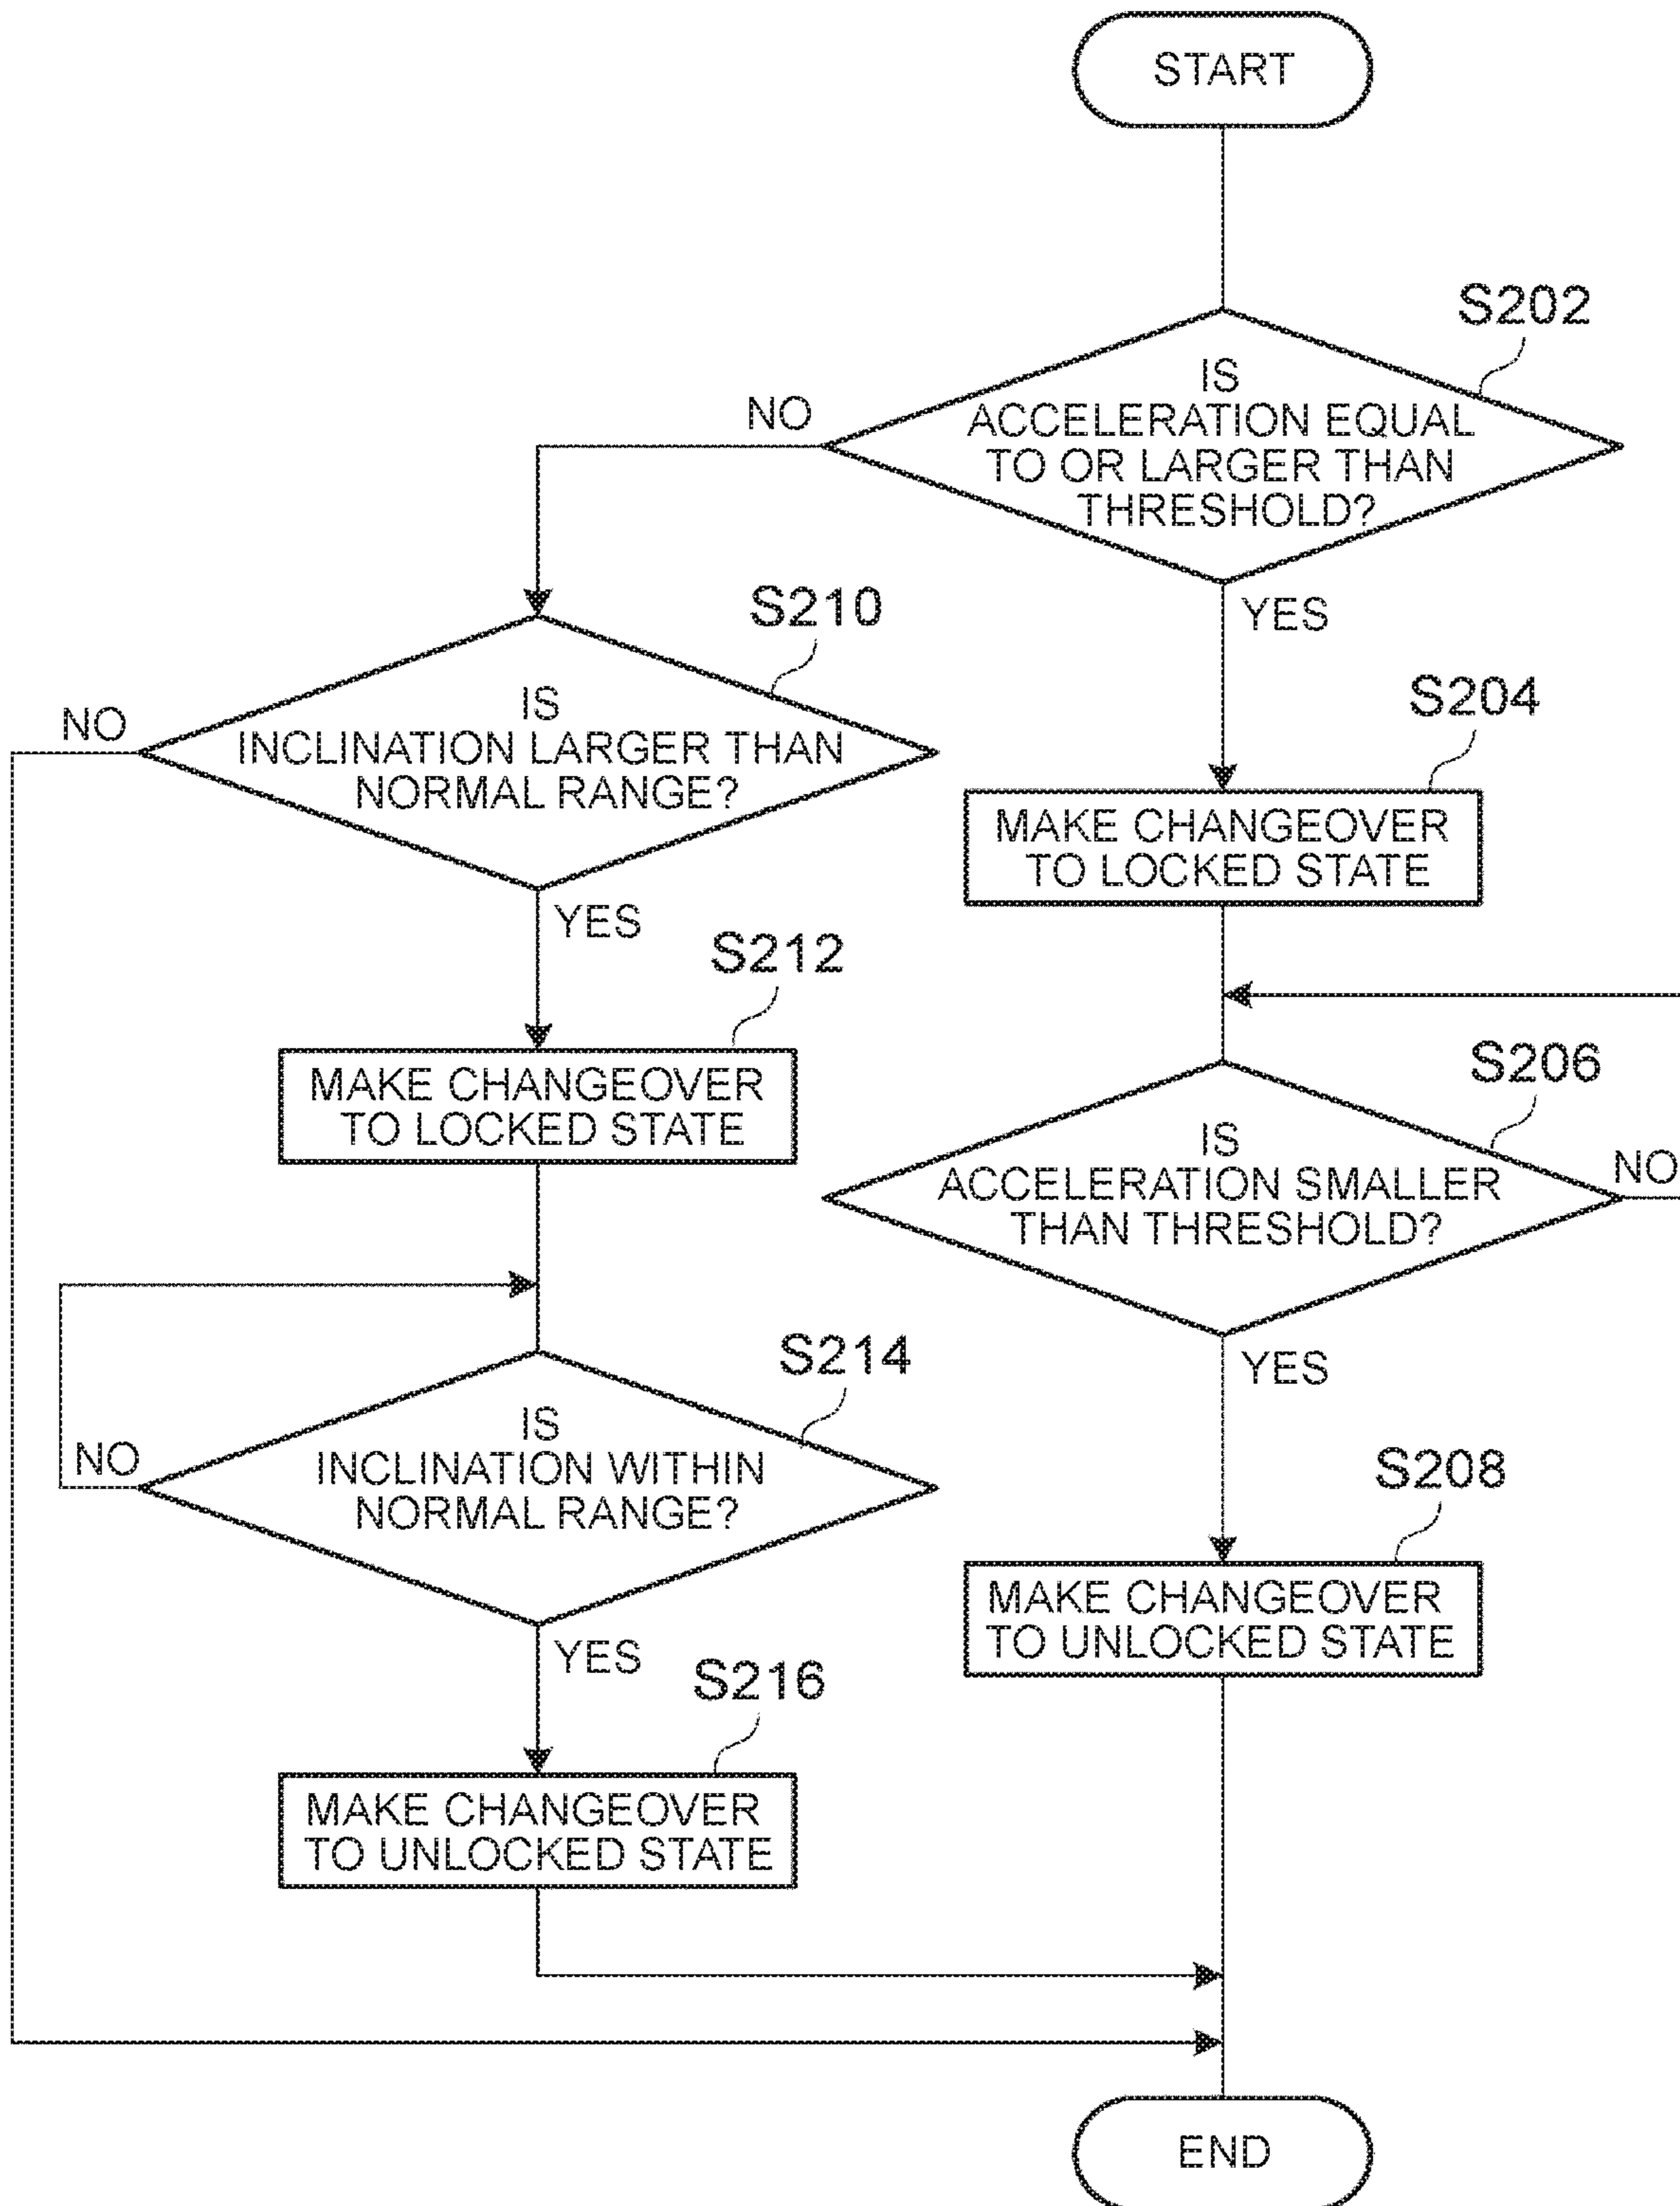 START
S202
IS
ACCELERATION EQUAL
TO OR LARGER THAN
THRESHOLD?
NO
YES
S210
IS
INCLINATION LARGER THAN
NORMAL RANGE?
NO
YES
S204
MAKE CHANGEOVER
TO LOCKED STATE
S212
MAKE CHANGEOVER
TO LOCKED STATE
S206
IS
ACCELERATION SMALLER
THAN THRESHOLD?
NO
YES
S214
IS
INCLINATION WITHIN
NORMAL RANGE?
NO
YES
S208
MAKE CHANGEOVER
TO UNLOCKED STATE
S216
MAKE CHANGEOVER
TO UNLOCKED STATE
END